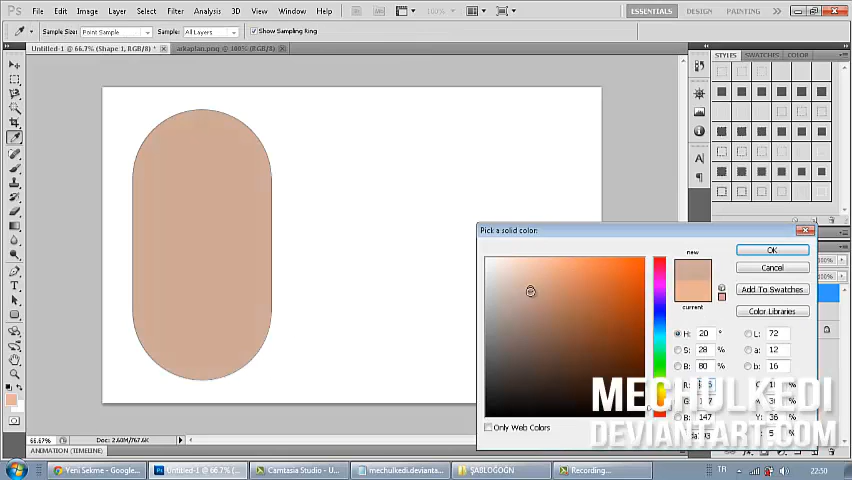 Ps File Edit Image Layer Select Filter Analysis 3D View Window Help 100% ESSENTIALS DESIGN PAINTING
Sample Size: Point Sample Sample: All Layers Show Sampling Ring
Untitled-1 @ 66.7% (Shape 1, RGB/8) * arkaplan.png @ 100% (RGB/8)
STYLES SWATCHES COLOR
Pick a solid color:
new
current
OK
Cancel
Add To Swatches
Color Libraries
H: 20 ° L: 72
S: 28 % a: 12
B: 80 % b: 16
R:
G:
B: 147
Only Web Colors
MECHULKEDI
DEVIANTART.COM
66.67% Doc: 2.60M/767.6K
ANIMATION (TIMELINE)
Yeni Sekme - Google... Untitled-1 @ 66.7% ... Camtasia Studio - U... mechulkedi.devianta... ŞABLOĞOĞN Recording... TR 22:50